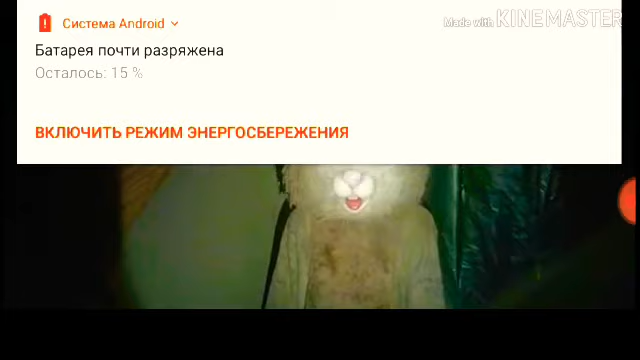 Система Android
Made with KINEMASTER
Батарея почти разряжена
Осталось: 15 %
ВКЛЮЧИТЬ РЕЖИМ ЭНЕРГОСБЕРЕЖЕНИЯ